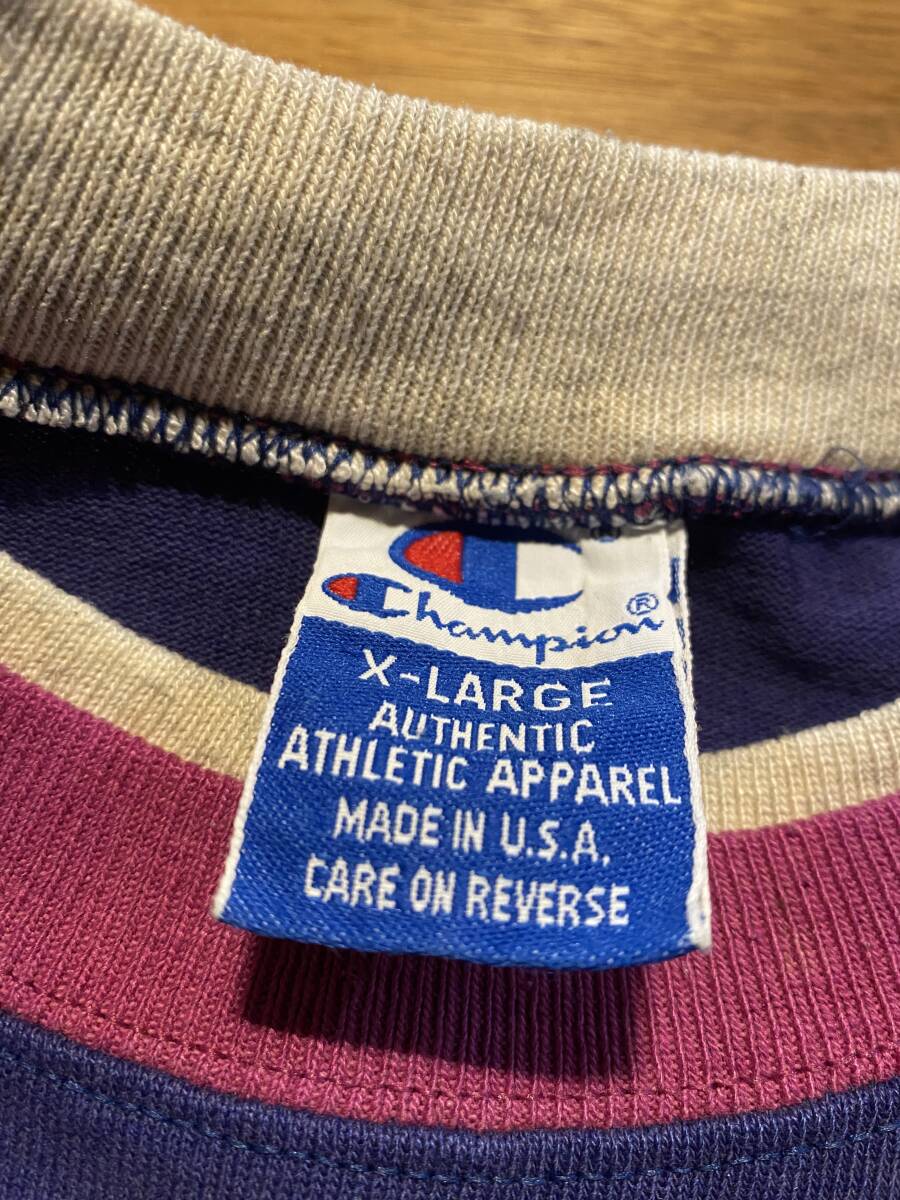 Champion®
X-LARGE
AUTHENTIC
ATHLETIC APPAREL
MADE IN U.S.A.
CARE ON REVERSE